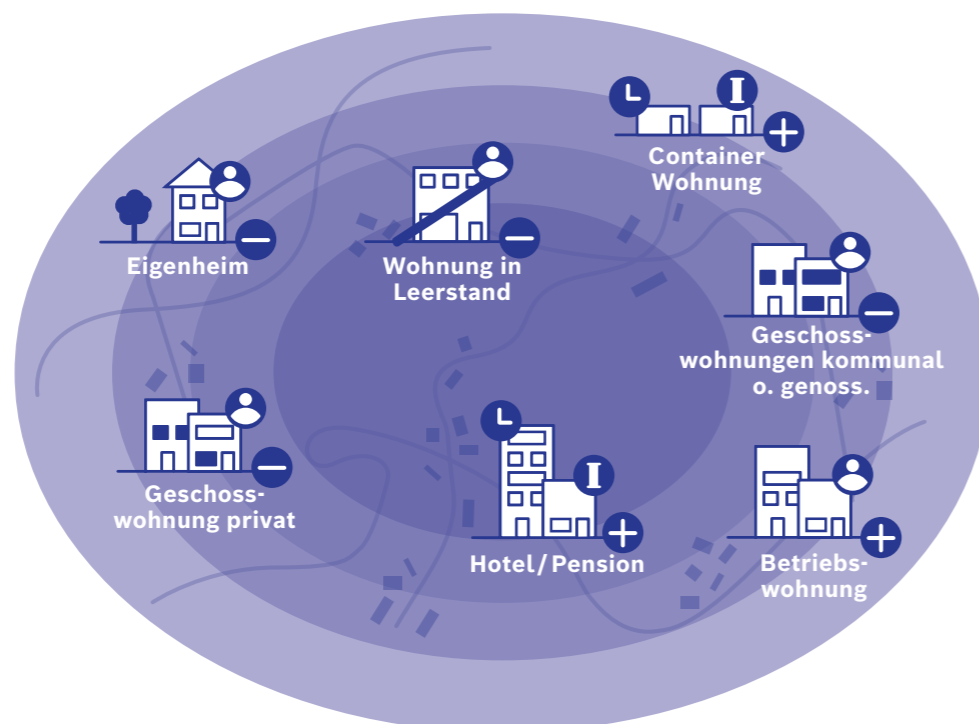 Container
Wohnung
Eigenheim
Wohnung in
Leerstand
Geschoss-
wohnungen kommunal
o. genoss.
Geschoss-
wohnung privat
Hotel / Pension
Betriebs-
wohnung